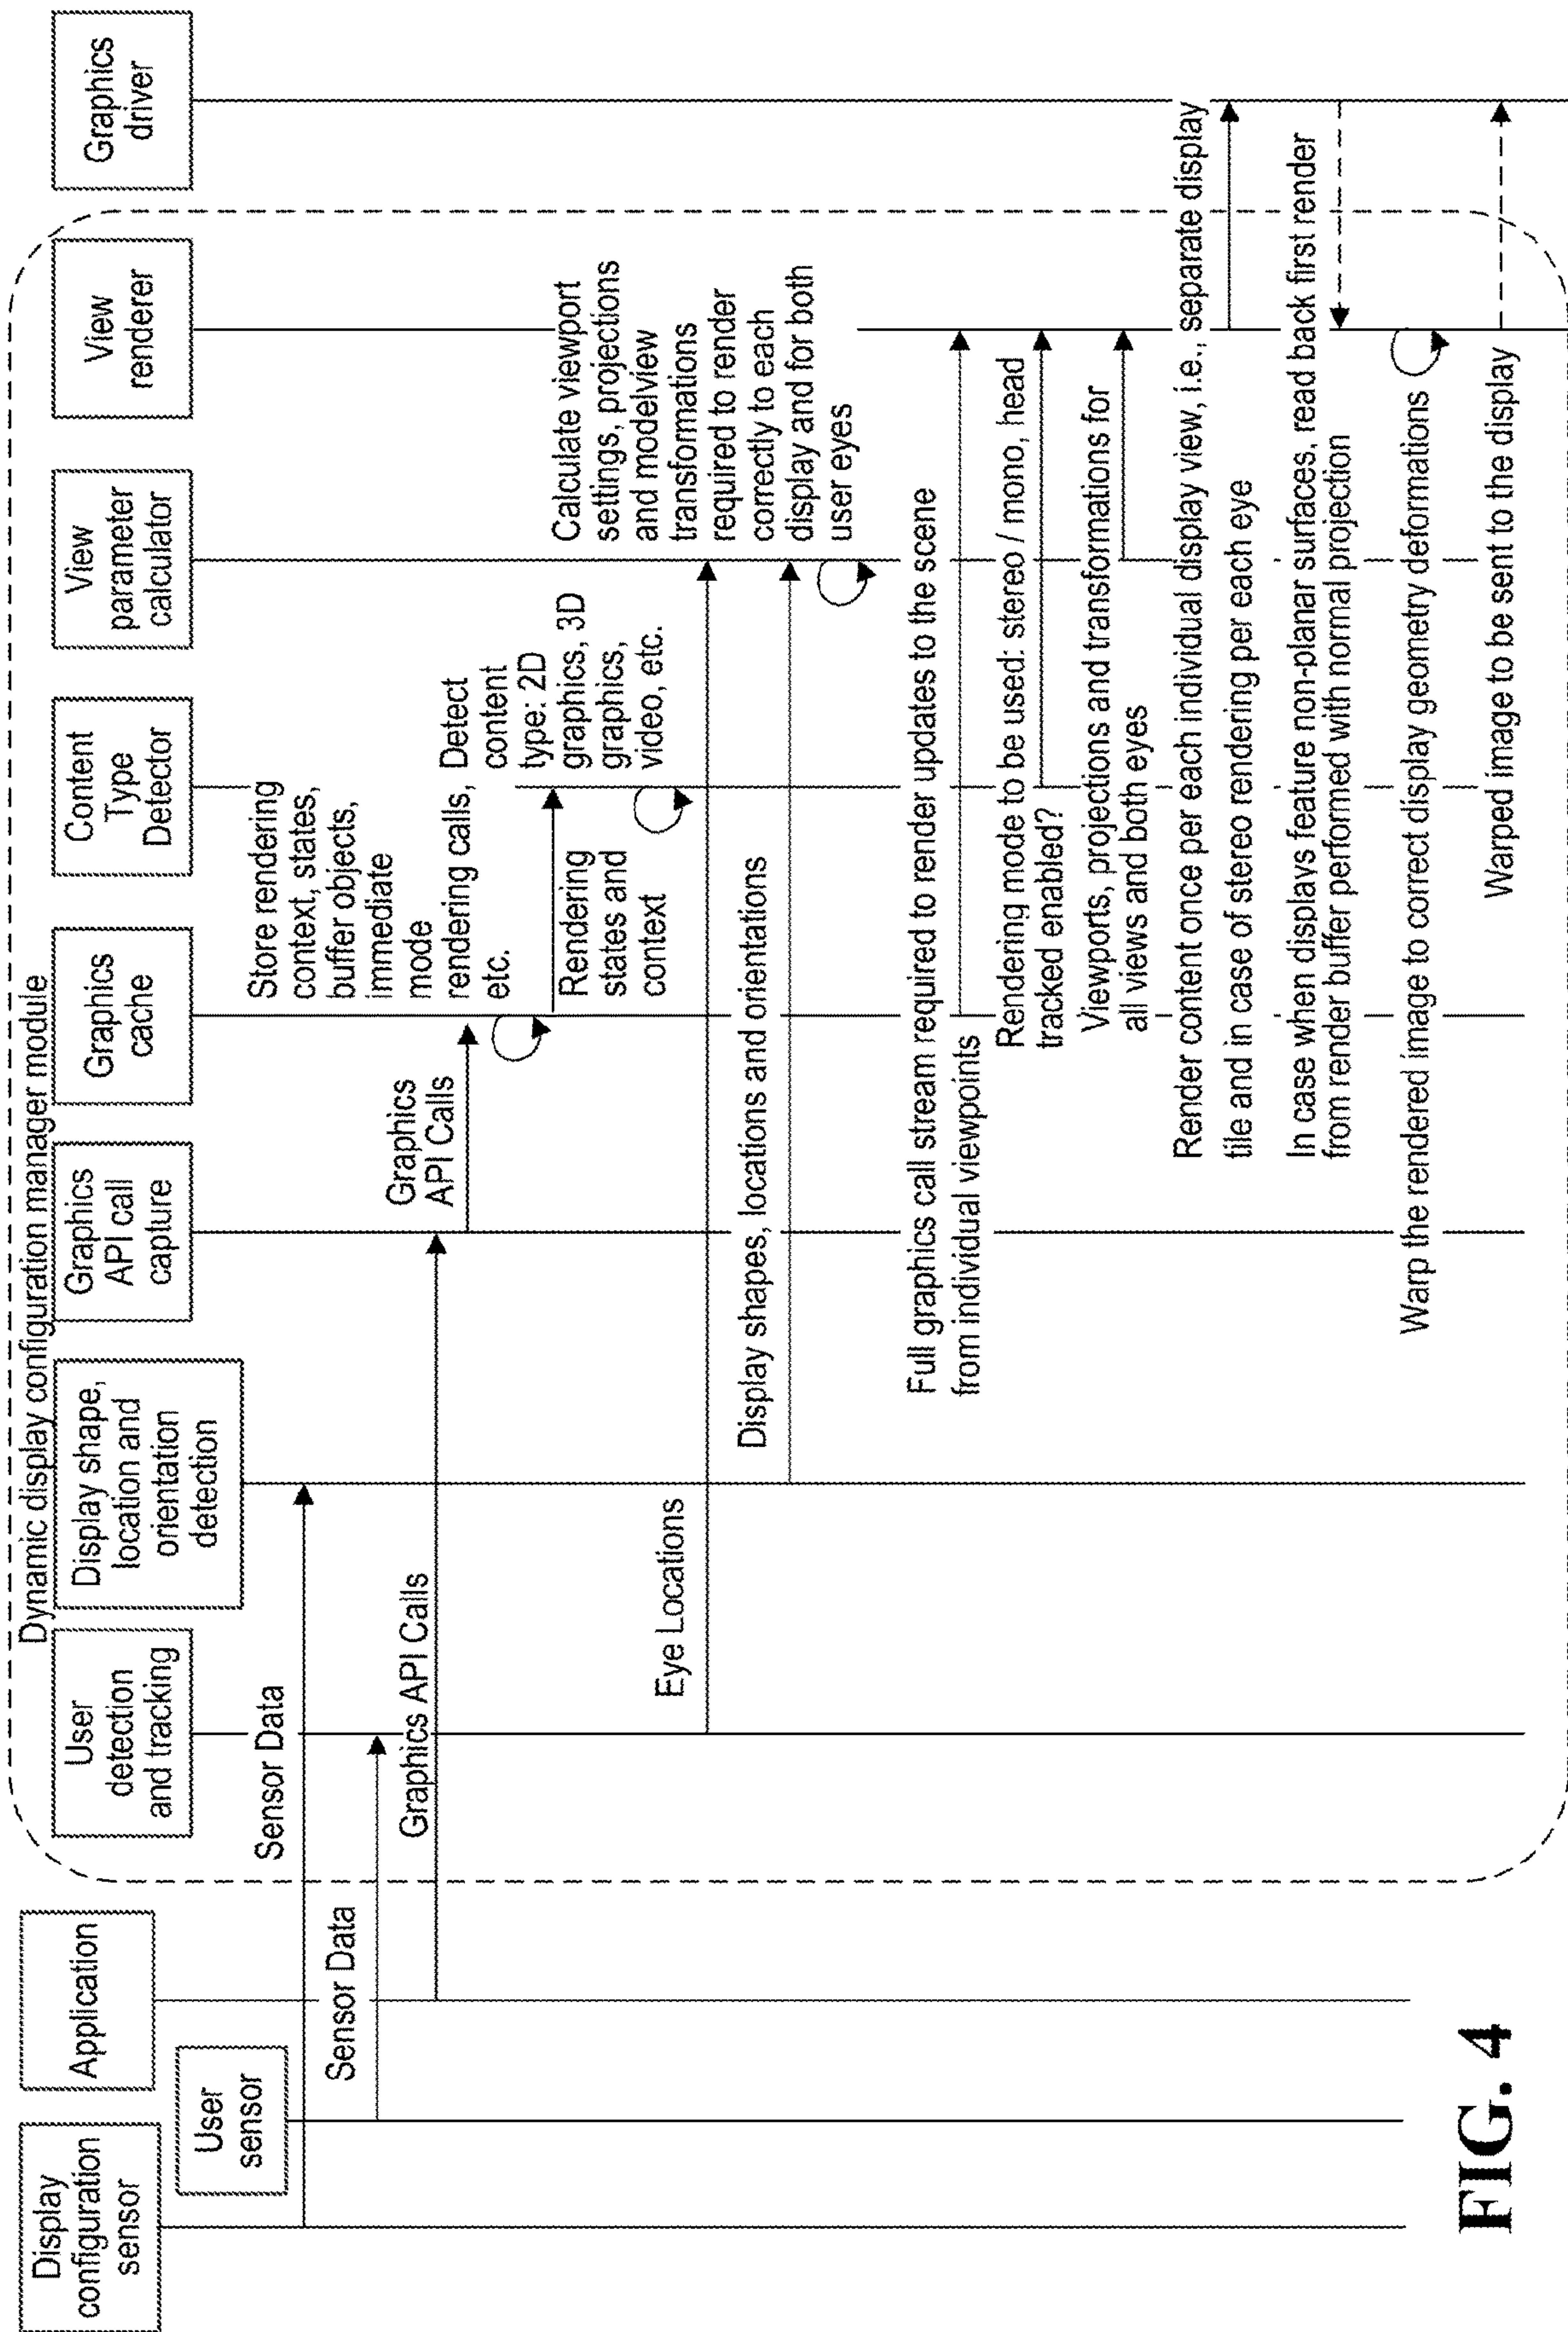 Dynamic display configuration manager module
Display
configuration
sensor
User
sensor
Application
User
detection
and tracking
Display shape,
location and
orientation
detection
Graphics
API call
capture
Graphics
cache
Content
Type
Detector
View
parameter
calculator
View
renderer
Graphics
driver
Sensor Data
Sensor Data
Graphics API Calls
Graphics
API Calls
Store rendering
context, states,
buffer objects,
immediate
mode
rendering calls,
etc.
Rendering
states and
context
Detect
content
type: 2D
graphics, 3D
graphics,
video, etc.
Eye Locations
Display shapes, locations and orientations
Calculate viewport
settings, projections
and modelview
transformations
required to render
correctly to each
display and for both
user eyes
Full graphics call stream required to render updates to the scene
from individual viewpoints
Rendering mode to be used: stereo / mono, head
tracked enabled?
Viewports, projections and transformations for
all views and both eyes
Render content once per each individual display view, i.e., separate display
tile and in case of stereo rendering per each eye
In case when displays feature non-planar surfaces, read back first render
from render buffer performed with normal projection
Warp the rendered image to correct display geometry deformations
Warped image to be sent to the display
FIG. 4